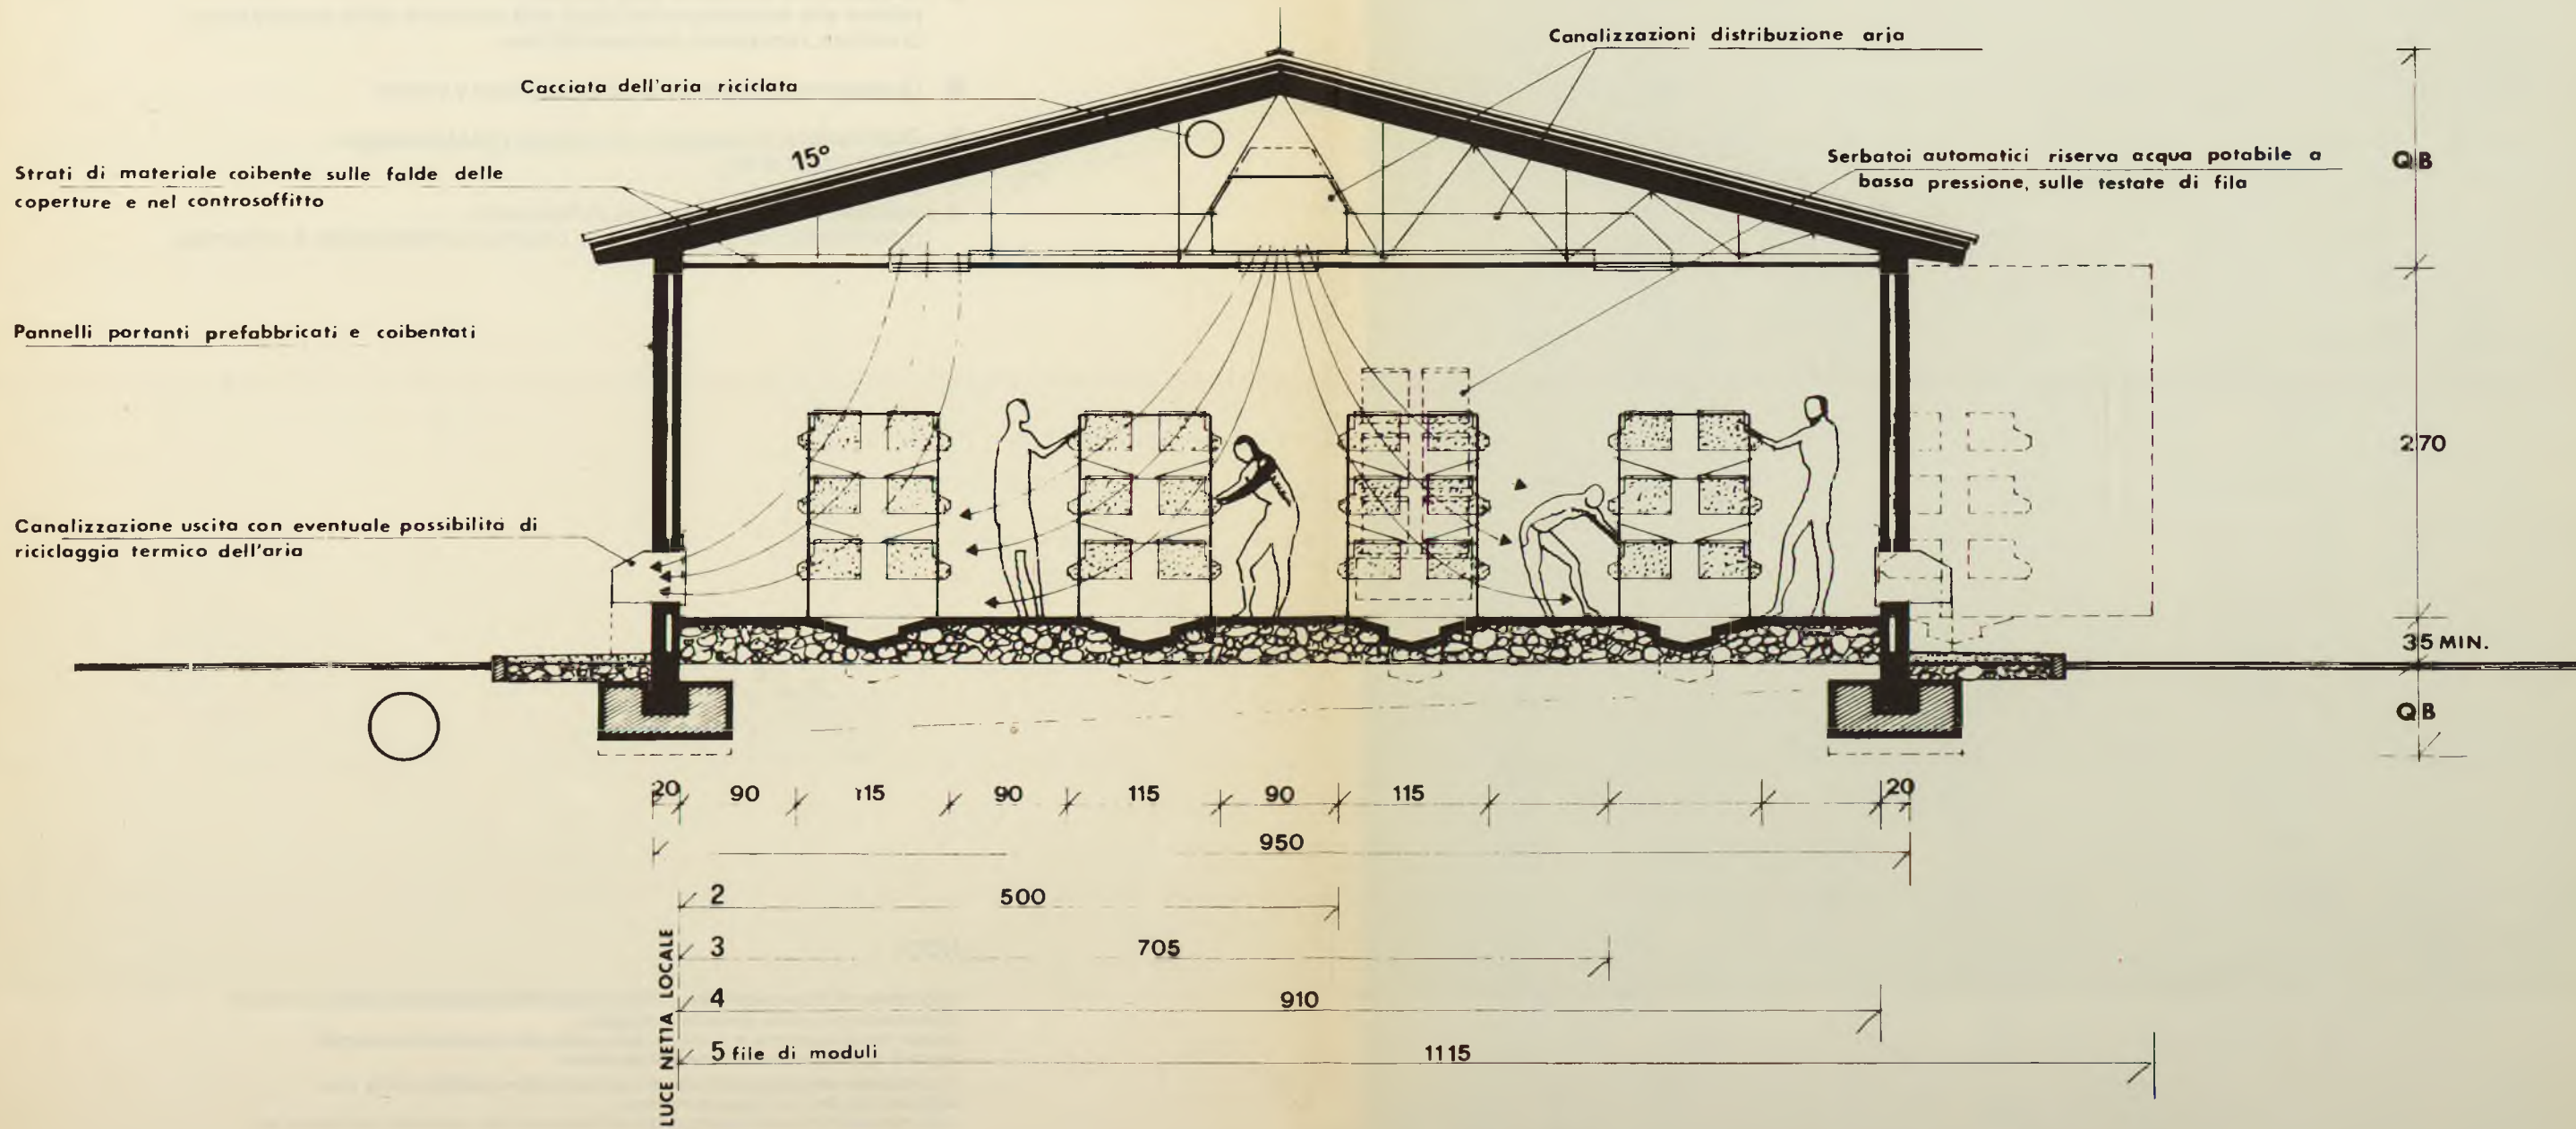 Canalizzazioni distribuzione aria
Cacciata dell'aria riciclata
15°
Strati di materiale coibente sulle falde delle
coperture e nel controsoffitto
Serbatoi automatici riserva acqua potabile a
bassa pressione, sulle testate di fila
QB
Pannelli portanti prefabbricati e coibentati
270
Canalizzazione uscita con eventuale possibilità di
riciclaggia termico dell'aria
35 MIN.
QB
20 90 115 90 115 90 115 20
950
2 500
3 705
4 910
5 file di moduli 1115
LUCE NETTA LOCALE